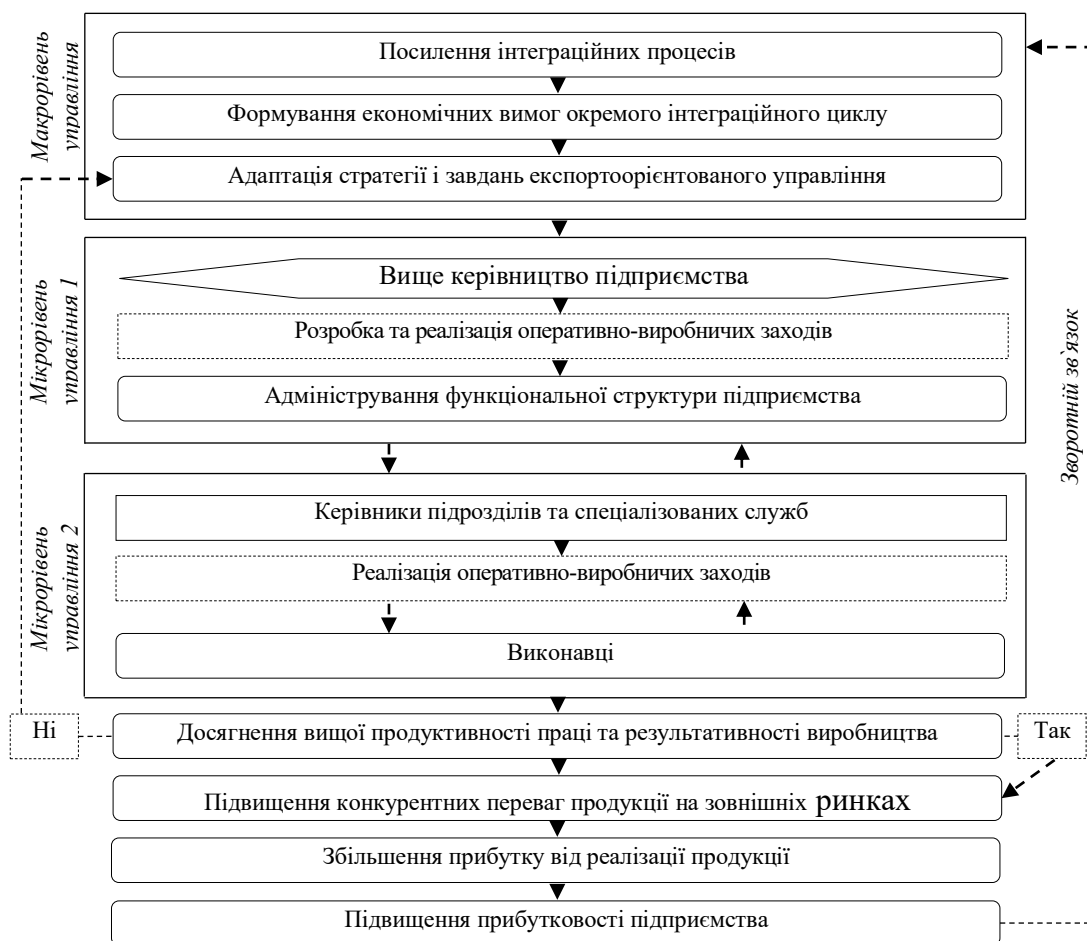 Макрорівень
управління
Посилення інтеграційних процесів
Формування економічних вимог окремого інтеграційного циклу
Адаптація стратегії і завдань експортоорієнтованого управління
Мікрорівень
управління 1
Вище керівництво підприємства
Розробка та реалізація оперативно-виробничих заходів
Адміністрування функціональної структури підприємства
Зворотній зв`язок
Мікрорівень
управління 2
Керівники підрозділів та спеціалізованих служб
Реалізація оперативно-виробничих заходів
Виконавці
Ні
Досягнення вищої продуктивності праці та результативності виробництва
Так
Підвищення конкурентних переваг продукції на зовнішніх ринках
Збільшення прибутку від реалізації продукції
Підвищення прибутковості підприємства